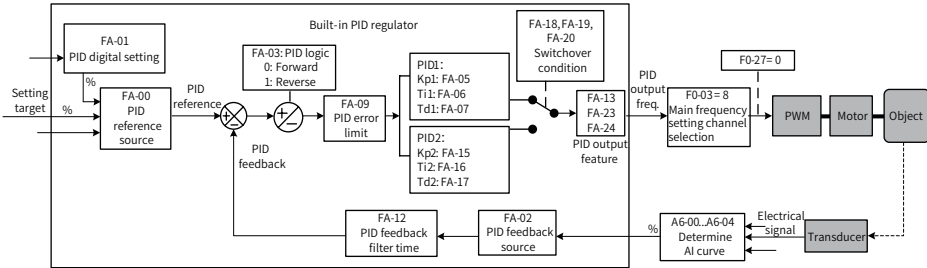 Built-in PID regulator
FA-01
PID digital setting
%
Setting
target
%
FA-00
PID
reference
source
PID
reference
FA-03: PID logic
0: Forward
1: Reverse
PID
feedback
FA-09
PID error
limit
PID1:
Kp1: FA-05
Ti1: FA-06
Td1: FA-07
PID2:
Kp2: FA-15
Ti2: FA-16
Td2: FA-17
FA-18, FA-19,
FA-20
Switchover
condition
FA-13
FA-23
FA-24
PID output
feature
PID
output
freq.
F0-27= 0
F0-03 = 8
Main frequency
setting channel
selection
PWM
Motor
Object
FA-12
PID feedback
filter time
FA-02
PID feedback
source
%
A6-00...A6-04
Determine
AI curve
Electrical
signal
Transducer